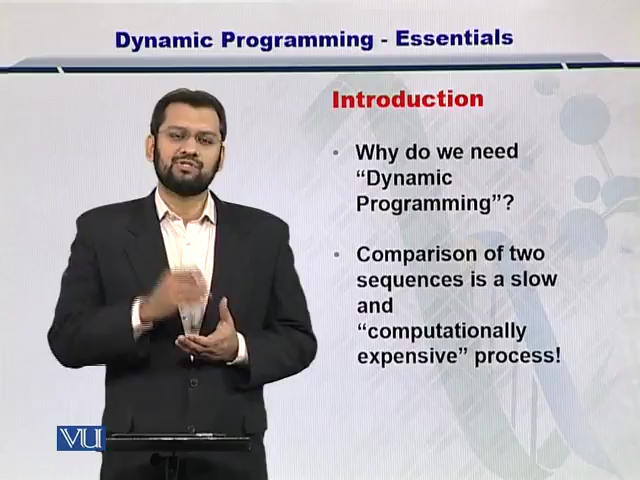 Dynamic Programming - Essentials
Introduction
• Why do we need
“Dynamic
Programming”?
• Comparison of two
sequences is a slow
and
“computationally
expensive” process!
VU